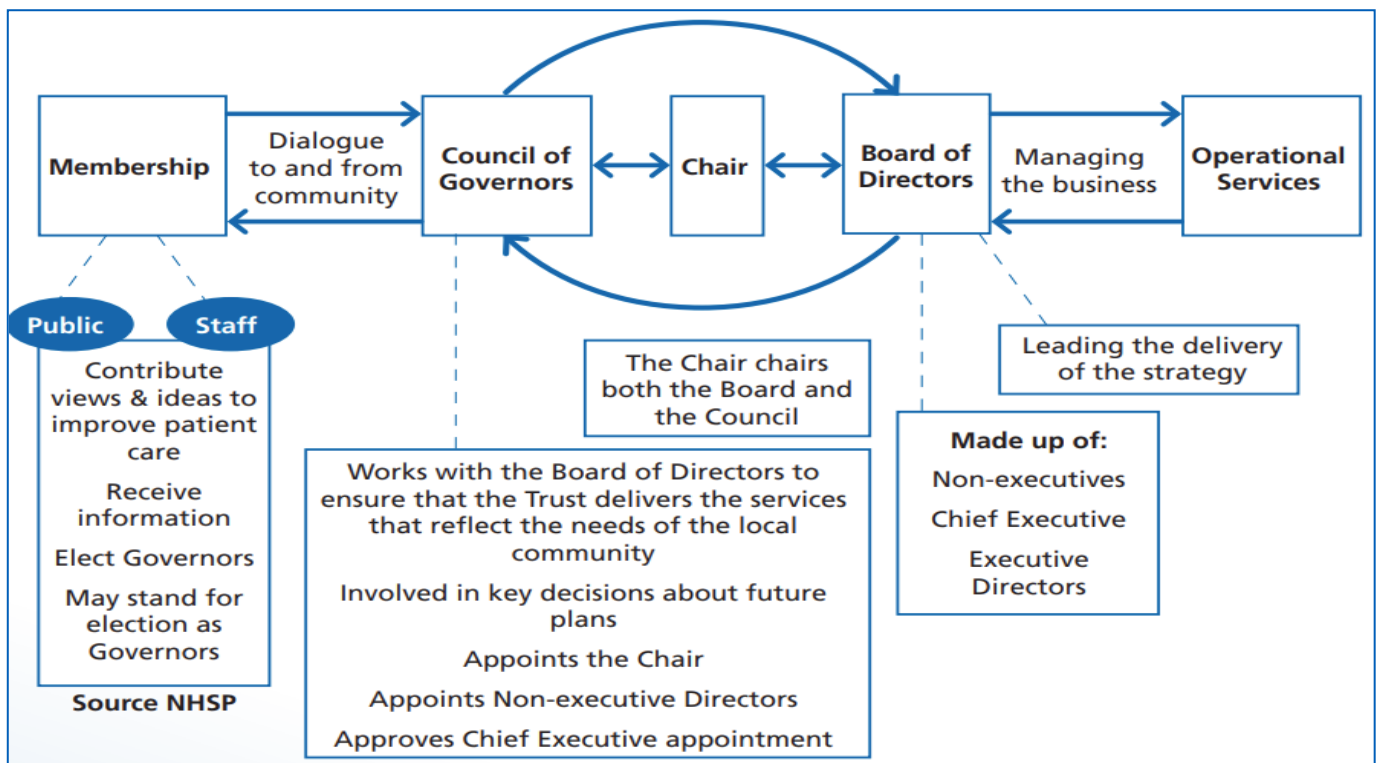 Membership
Dialogue
to and from
community
Council of
Governors
Chair
Board of
Directors
Managing
the business
Operational
Services
Public
Staff
Contribute
views & ideas to
improve patient
care
Receive
information
Elect Governors
May stand for
election as
Governors
Source NHSP
The Chair chairs
both the Board and
the Council
Works with the Board of Directors to
ensure that the Trust delivers the services
that reflect the needs of the local
community
Involved in key decisions about future
plans
Appoints the Chair
Appoints Non-executive Directors
Approves Chief Executive appointment
Leading the delivery
of the strategy
Made up of:
Non-executives
Chief Executive
Executive
Directors